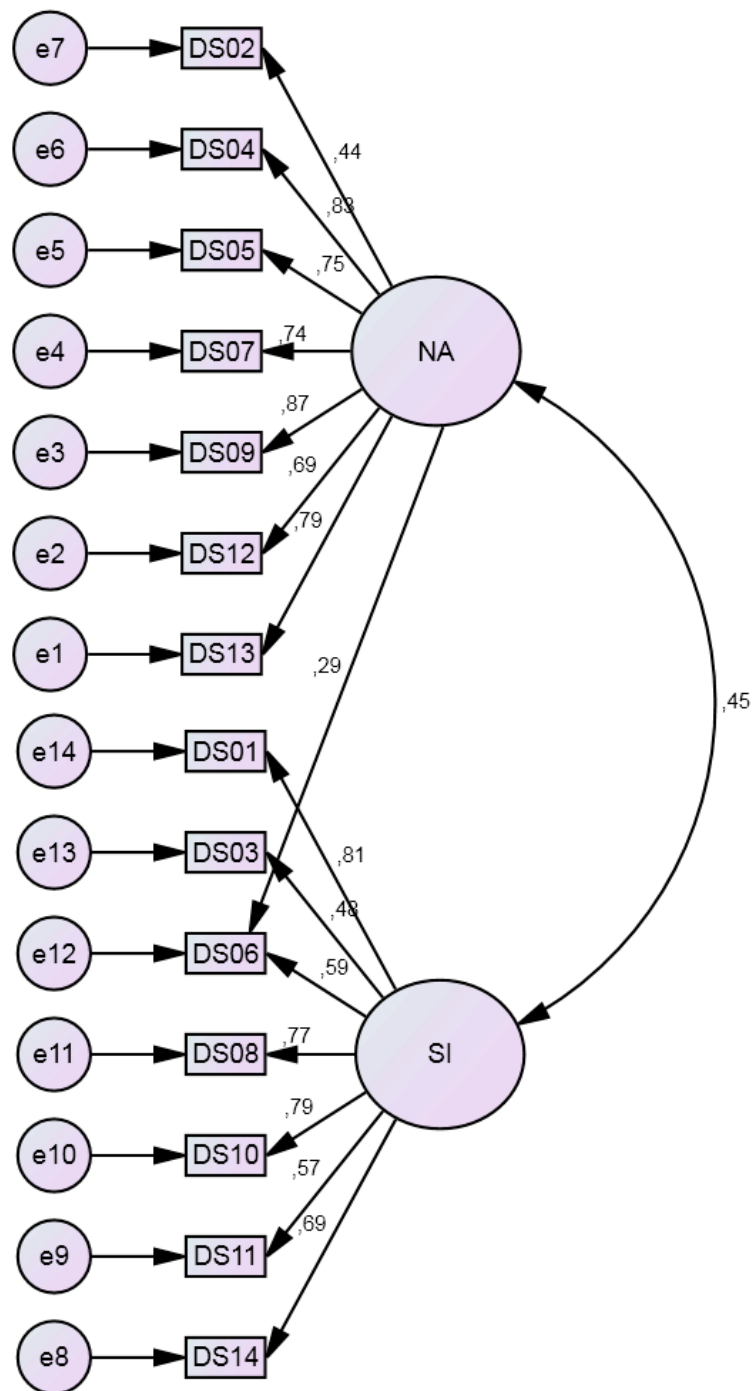 e7
DS02
e6
DS04
,44
,83
e5
DS05
,75
e4
DS07
,74
NA
,87
e3
DS09
,69
,79
e2
DS12
e1
DS13
,29
,45
e14
DS01
e13
DS03
,81
,48
e12
DS06
,59
e11
DS08
,77
SI
,79
e10
DS10
,57
,69
e9
DS11
e8
DS14